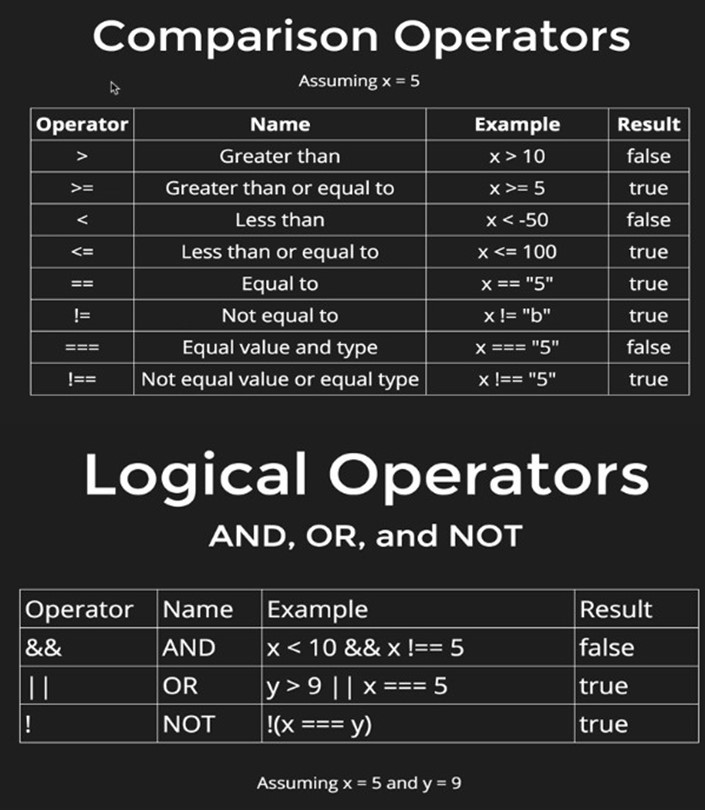 Comparison Operators
Assuming x = 5
Operator Name Example Result
> Greater than x > 10 false
>= Greater than or equal to x >= 5 true
< Less than x < -50 false
<= Less than or equal to x <= 100 true
== Equal to x == "5" true
!= Not equal to x != "b" true
=== Equal value and type x === "5" false
!== Not equal value or equal type x !== "5" true
Logical Operators
AND, OR, and NOT
Operator Name Example Result
&& AND x < 10 && x !== 5 false
|| OR y > 9 || x === 5 true
! NOT !(x === y) true
Assuming x = 5 and y = 9